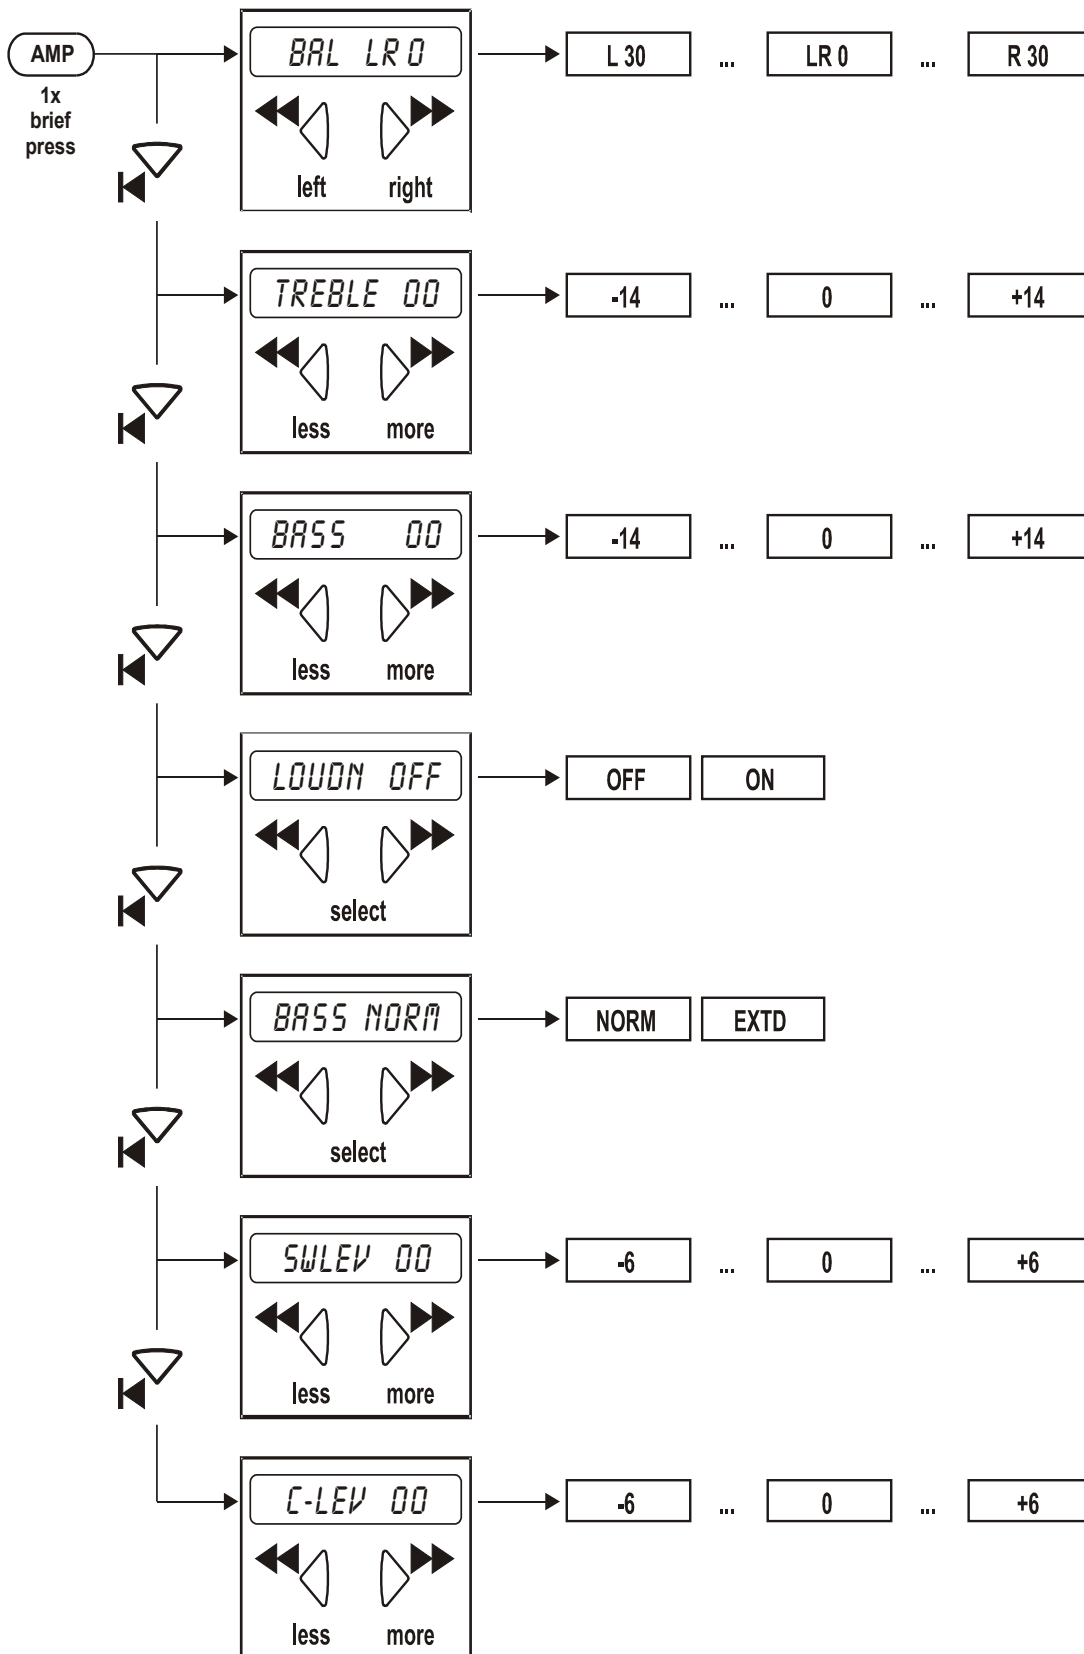 AMP
1x
brief
press
BAL LR 0
left right
L 30 ... LR 0 ... R 30
TREBLE 00
less more
-14 ... 0 ... +14
BASS 00
less more
-14 ... 0 ... +14
LOUDN OFF
select
OFF ON
BASS NORM
select
NORM EXTD
SWLEV 00
less more
-6 ... 0 ... +6
C-LEV 00
less more
-6 ... 0 ... +6